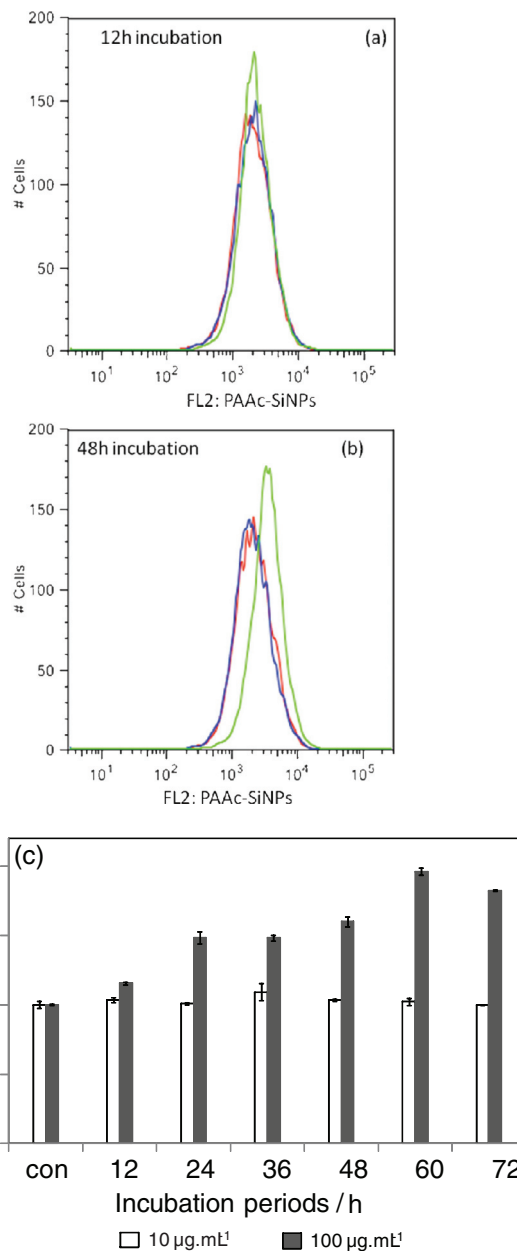 200
12h incubation (a)
150
# Cells
100
50
0
10¹ 10² 10³ 10⁴ 10⁵
FL2: PAAc-SiNPs
200
48h incubation (b)
150
# Cells
100
50
0
10¹ 10² 10³ 10⁴ 10⁵
FL2: PAAc-SiNPs
(c)
con 12 24 36 48 60 72
Incubation periods / h
10 µg.mL¹ 100 µg.mL¹